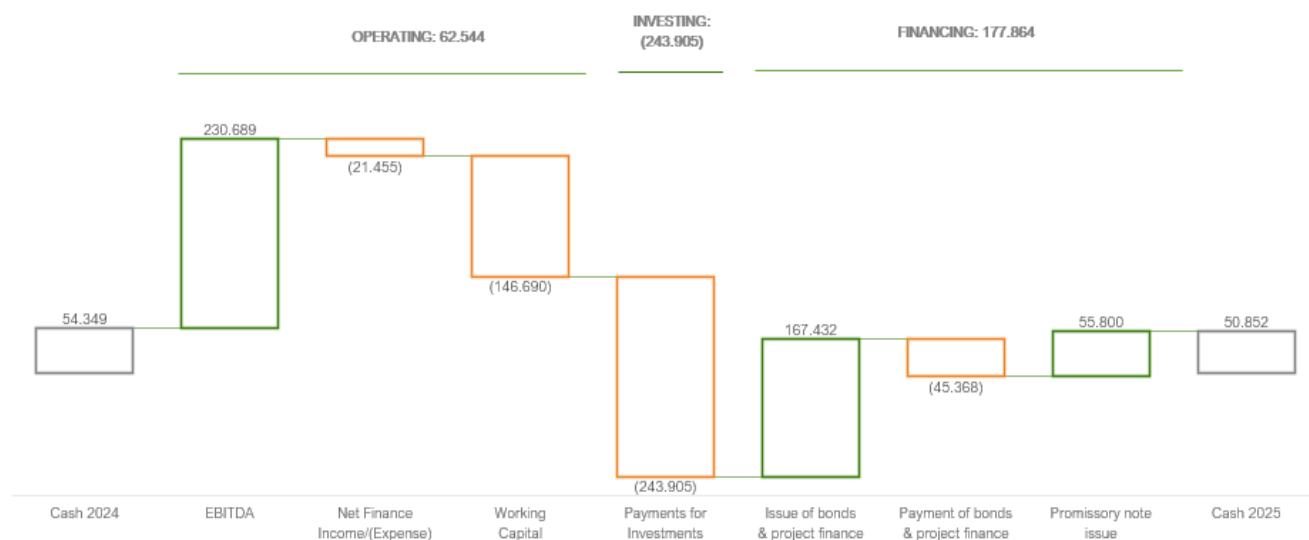 OPERATING: 62.544
INVESTING:
(243.905)
FINANCING: 177.864
230.689
(21.455)
(146.690)
54.349
167.432
55.800
50.852
(45.368)
(243.905)
Cash 2024
EBITDA
Net Finance
Income/(Expense)
Working
Capital
Payments for
Investments
Issue of bonds
& project finance
Payment of bonds
& project finance
Promissory note
issue
Cash 2025